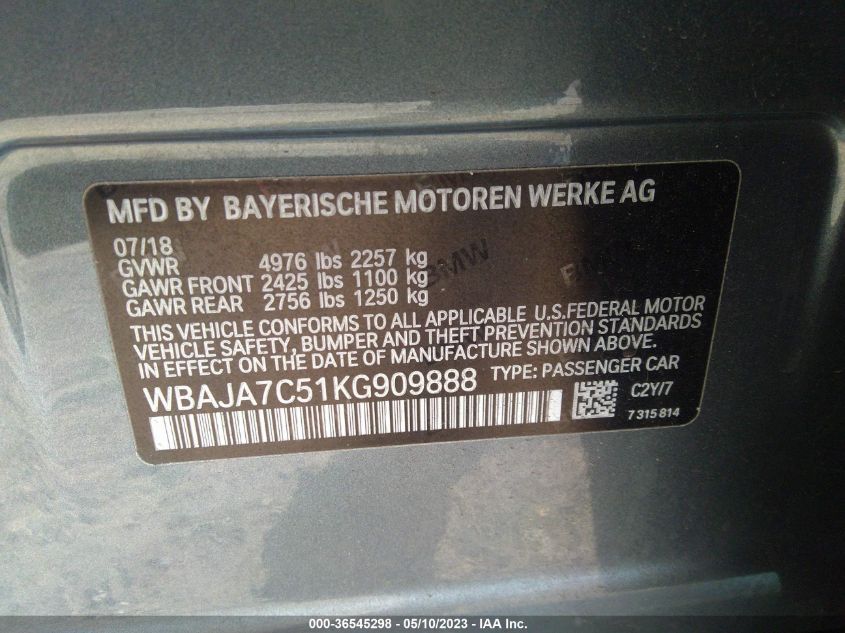 MFD BY BAYERISCHE MOTOREN WERKE AG
07/18
GVWR 4976 lbs 2257 kg
GAWR FRONT 2425 lbs 1100 kg
GAWR REAR 2756 lbs 1250 kg
THIS VEHICLE CONFORMS TO ALL APPLICABLE U.S.FEDERAL MOTOR
VEHICLE SAFETY, BUMPER AND THEFT PREVENTION STANDARDS
IN EFFECT ON THE DATE OF MANUFACTURE SHOWN ABOVE.
WBAJA7C51KG909888 TYPE: PASSENGER CAR
C2Y/7
7 315 814
BMW
000-36545298 - 05/10/2023 - IAA Inc.